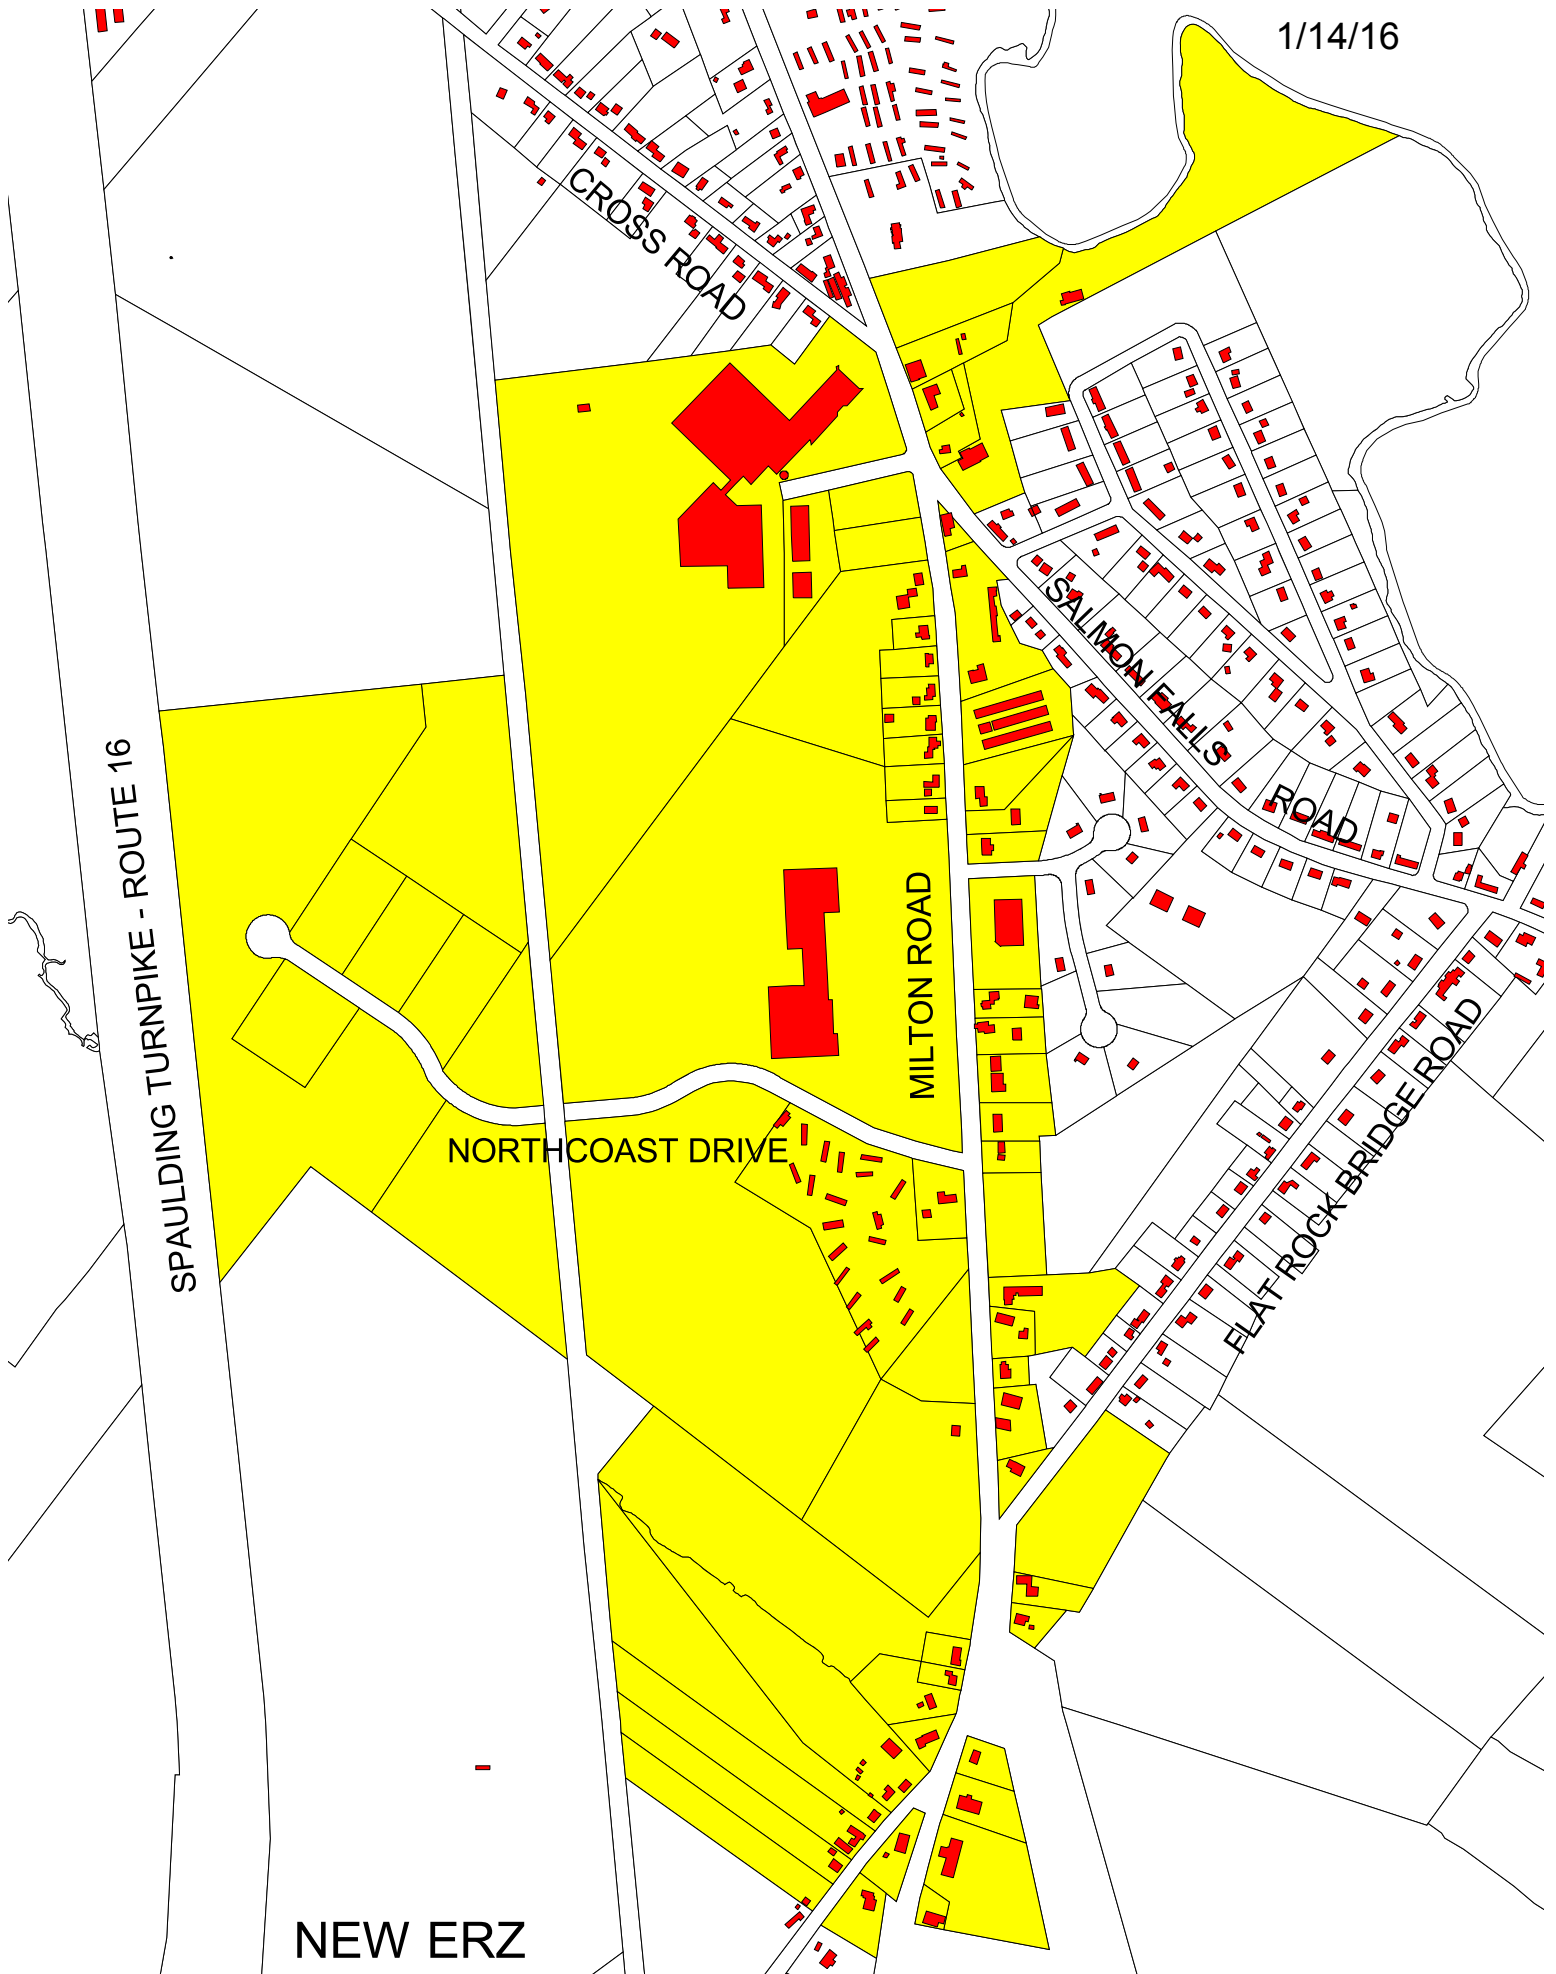 1/14/16
CROSS ROAD
SALMON FALLS
ROAD
SPAULDING TURNPIKE - ROUTE 16
MILTON ROAD
FLAT ROCK BRIDGE ROAD
NORTHCOAST DRIVE
NEW ERZ